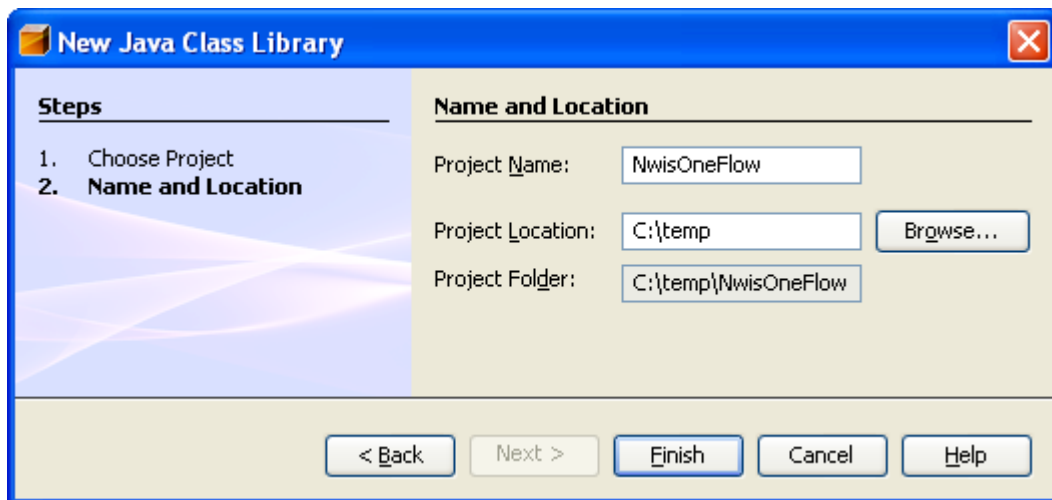 New Java Class Library
Steps
1. Choose Project
2. Name and Location
Name and Location
Project Name: NwisOneFlow
Project Location: C:\temp Browse...
Project Folder: C:\temp\NwisOneFlow
< Back Next > Finish Cancel Help